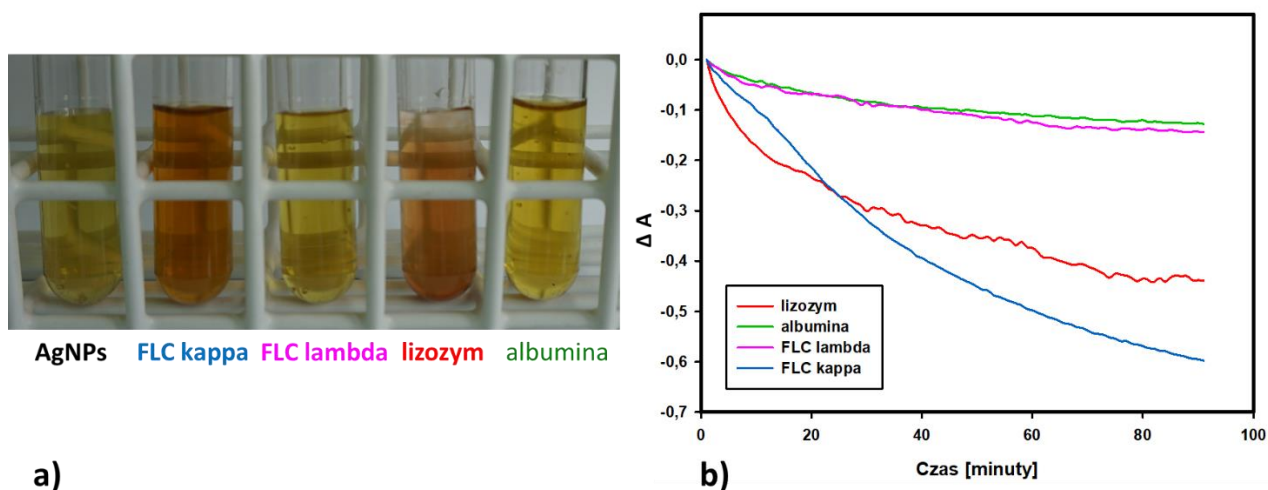 AgNPs FLC kappa FLC lambda lizozym albumina
a)
0,0
-0,1
-0,2
-0,3
-0,4
-0,5
-0,6
-0,7
Δ A
lizozym
albumina
FLC lambda
FLC kappa
0 20 40 60 80 100
Czas [minuty]
b)